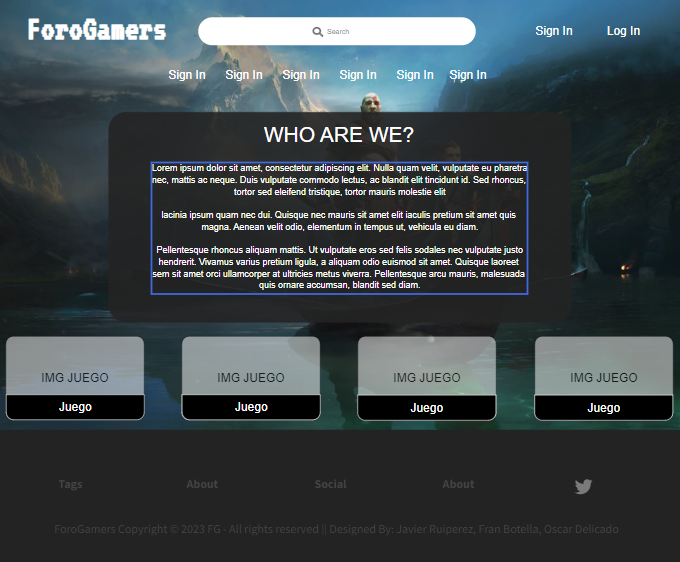 ForoGamers
Search
Sign In
Log In
Sign In Sign In Sign In Sign In Sign In Sign In
WHO ARE WE?
Lorem ipsum dolor sit amet, consectetur adipiscing elit. Nulla quam velit, vulputate eu pharetra
nec, mattis ac neque. Duis vulputate commodo lectus, ac blandit elit tincidunt id. Sed rhoncus,
tortor sed eleifend tristique, tortor mauris molestie elit
lacinia ipsum quam nec dui. Quisque nec mauris sit amet elit iaculis pretium sit amet quis
magna. Aenean velit odio, elementum in tempus ut, vehicula eu diam.
Pellentesque rhoncus aliquam mattis. Ut vulputate eros sed felis sodales nec vulputate justo
hendrerit. Vivamus varius pretium ligula, a aliquam odio euismod sit amet. Quisque laoreet
sem sit amet orci ullamcorper at ultricies metus viverra. Pellentesque arcu mauris, malesuada
quis ornare accumsan, blandit sed diam.
IMG JUEGO IMG JUEGO IMG JUEGO IMG JUEGO
Juego Juego Juego Juego
Tags About Social About
ForoGamers Copyright © 2023 FG - All rights reserved || Designed By: Javier Ruiperez, Fran Botella, Oscar Delicado